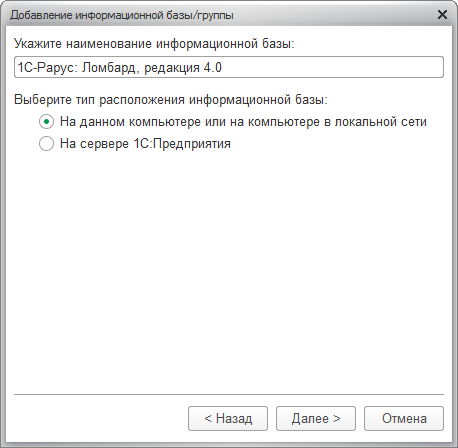 Добавление информационной базы/группы
Укажите наименование информационной базы:
1С-Рарус: Ломбард, редакция 4.0
Выберите тип расположения информационной базы:
На данном компьютере или на компьютере в локальной сети
На сервере 1С:Предприятия
< Назад
Далее >
Отмена